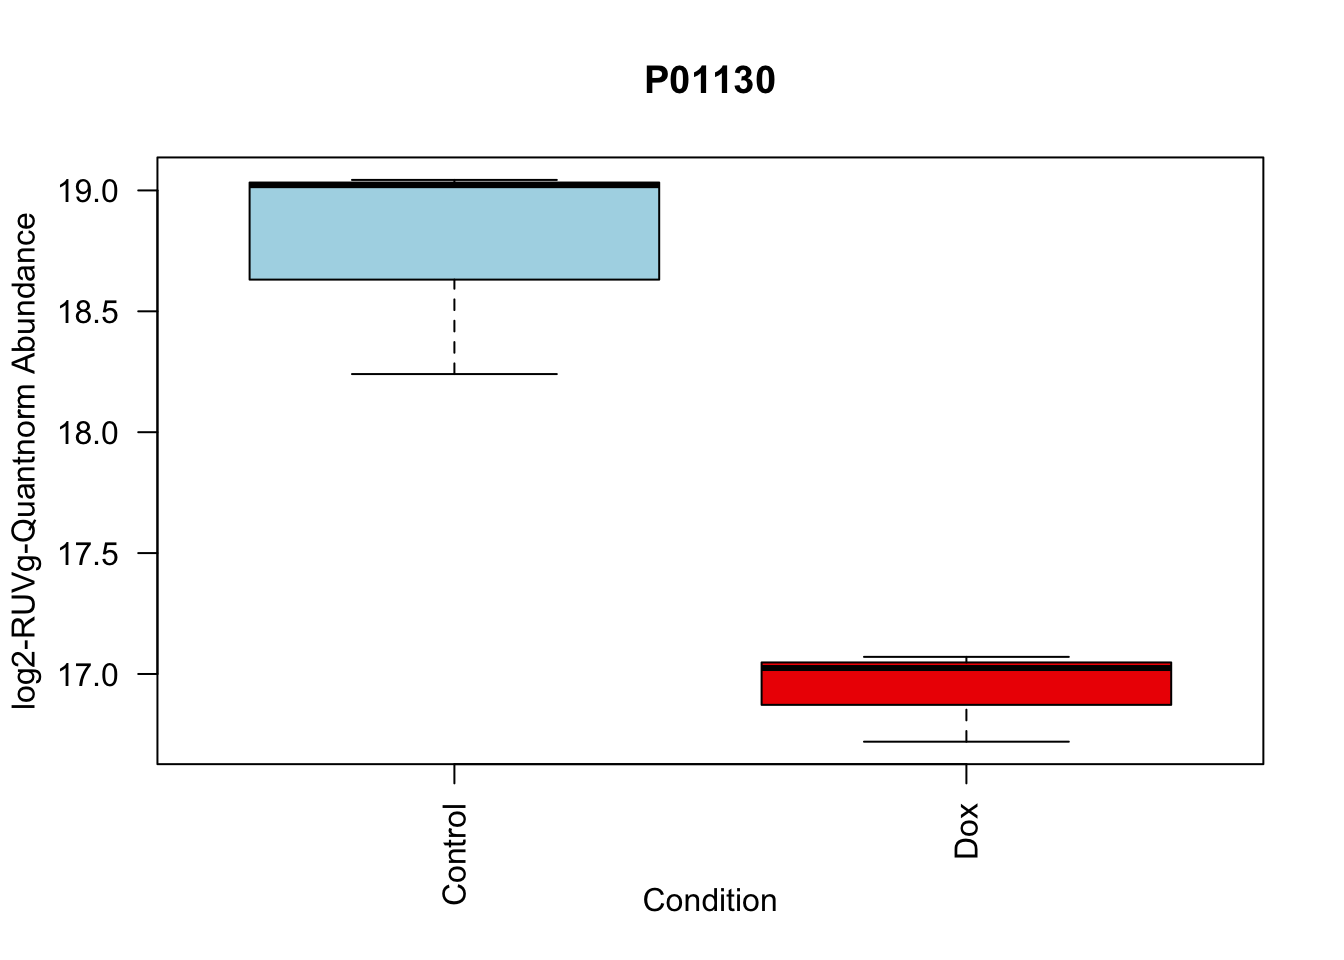 P01130
log2-RUVg-Quantnorm Abundance
19.0
18.5
18.0
17.5
17.0
Control
Dox
Condition